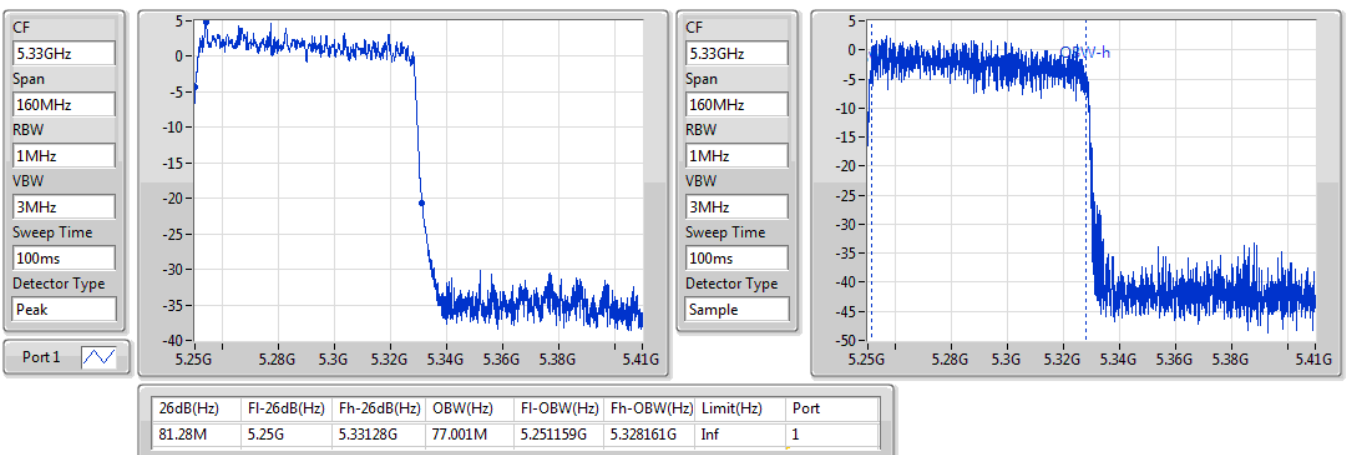 CF
5.33GHz
Span
160MHz
RBW
1MHz
VBW
3MHz
Sweep Time
100ms
Detector Type
Peak
Port 1
5
0
-5
-10
-15
-20
-25
-30
-35
-40
5.25G 5.28G 5.3G 5.32G 5.34G 5.36G 5.38G 5.41G
CF
5.33GHz
Span
160MHz
RBW
1MHz
VBW
3MHz
Sweep Time
100ms
Detector Type
Sample
5
0
-5
-10
-15
-20
-25
-30
-35
-40
-45
-50
OBW-h
5.25G 5.28G 5.3G 5.32G 5.34G 5.36G 5.38G 5.41G
26dB(Hz) Fl-26dB(Hz) Fh-26dB(Hz) OBW(Hz) Fl-OBW(Hz) Fh-OBW(Hz) Limit(Hz) Port
81.28M 5.25G 5.33128G 77.001M 5.251159G 5.328161G Inf 1